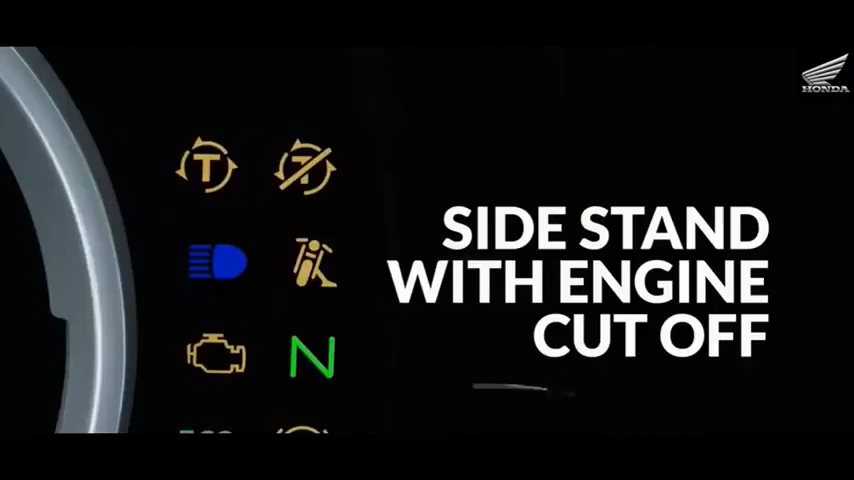 HONDA
T
T
SIDE STAND
WITH ENGINE
CUT OFF
N